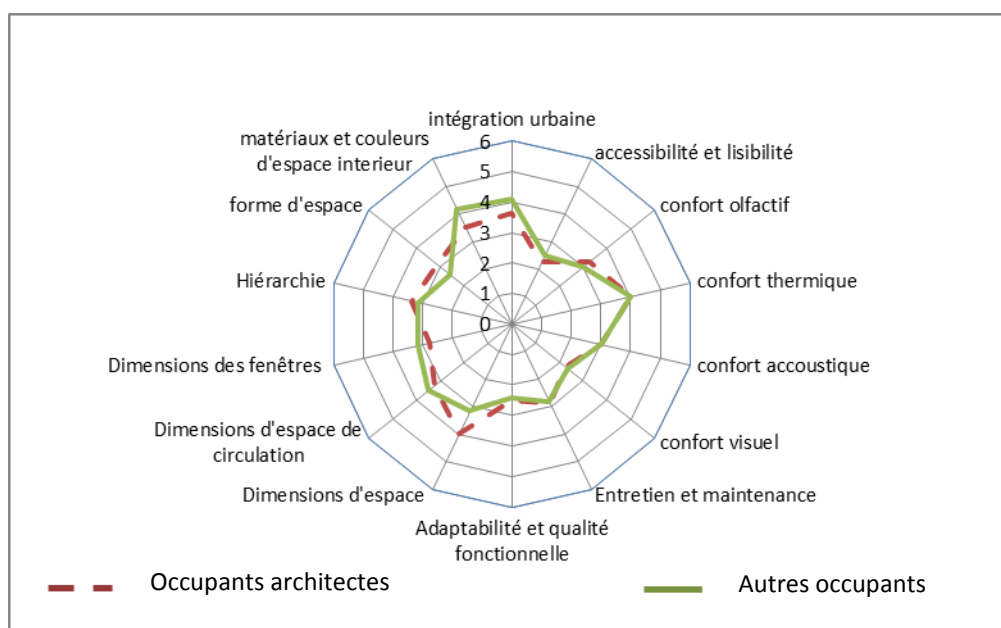 intégration urbaine
matériaux et couleurs
d'espace interieur
accessibilité et lisibilité
forme d'espace
confort olfactif
Hiérarchie
confort thermique
Dimensions des fenêtres
confort accoustique
Dimensions d'espace de
circulation
confort visuel
Dimensions d'espace
Entretien et maintenance
Adaptabilité et qualité
fonctionnelle
6
5
4
3
2
1
0
Occupants architectes
Autres occupants